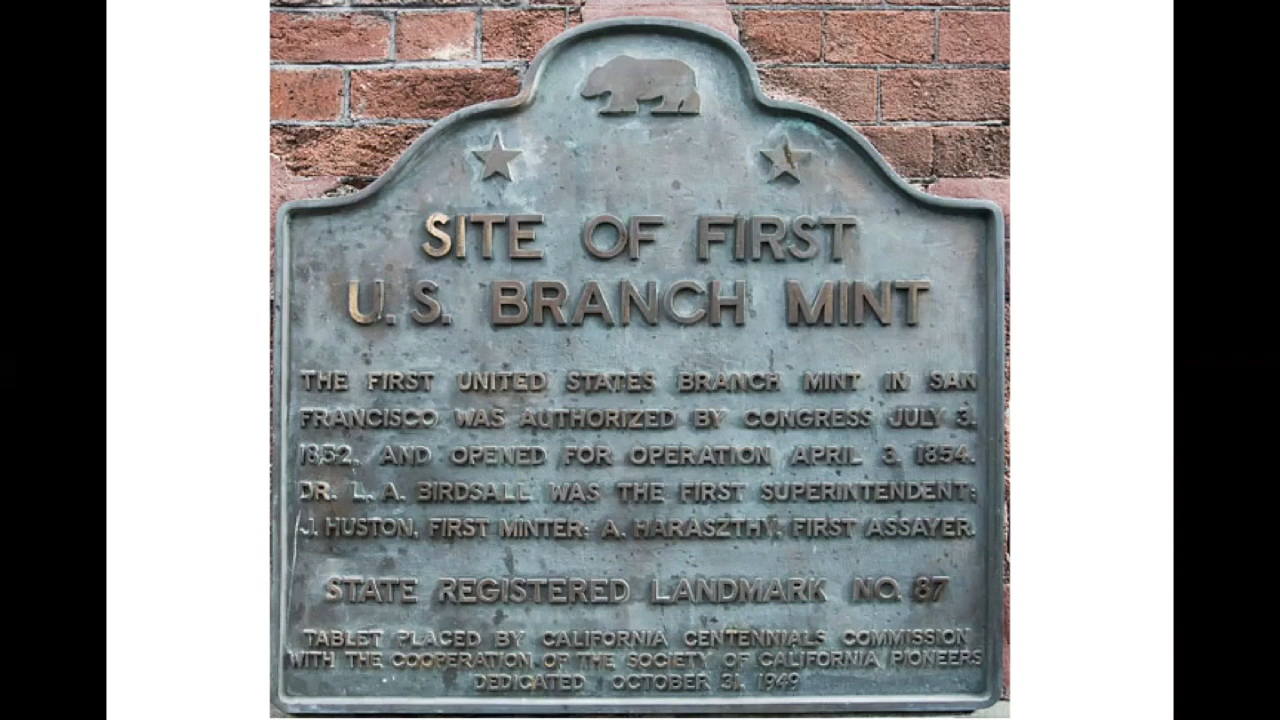 SITE OF FIRST
U.S. BRANCH MINT
THE FIRST UNITED STATES BRANCH MINT IN SAN
FRANCISCO WAS AUTHORIZED BY CONGRESS JULY 3,
1852, AND OPENED FOR OPERATION APRIL 3, 1854.
DR. L. A. BIRDSALL WAS THE FIRST SUPERINTENDENT;
J. HUSTON, FIRST MINTER; A. HARASZTHY, FIRST ASSAYER.
STATE REGISTERED LANDMARK NO. 87
TABLET PLACED BY CALIFORNIA CENTENNIALS COMMISSION
WITH THE COOPERATION OF THE SOCIETY OF CALIFORNIA PIONEERS
DEDICATED OCTOBER 31, 1949